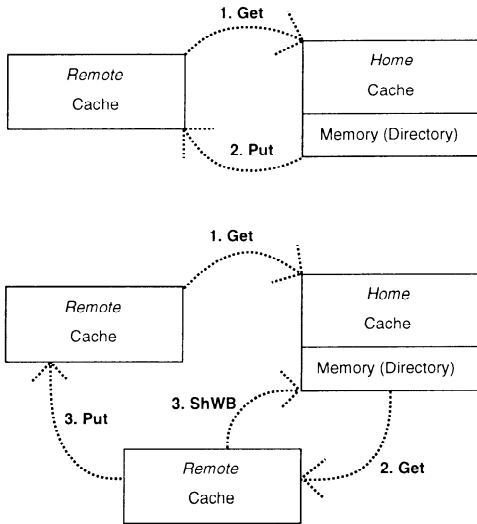 1. Get
Remote
Cache
Home
Cache
Memory (Directory)
2. Put
1. Get
Remote
Cache
Home
Cache
Memory (Directory)
3. Put
3. ShWB
2. Get
Remote
Cache